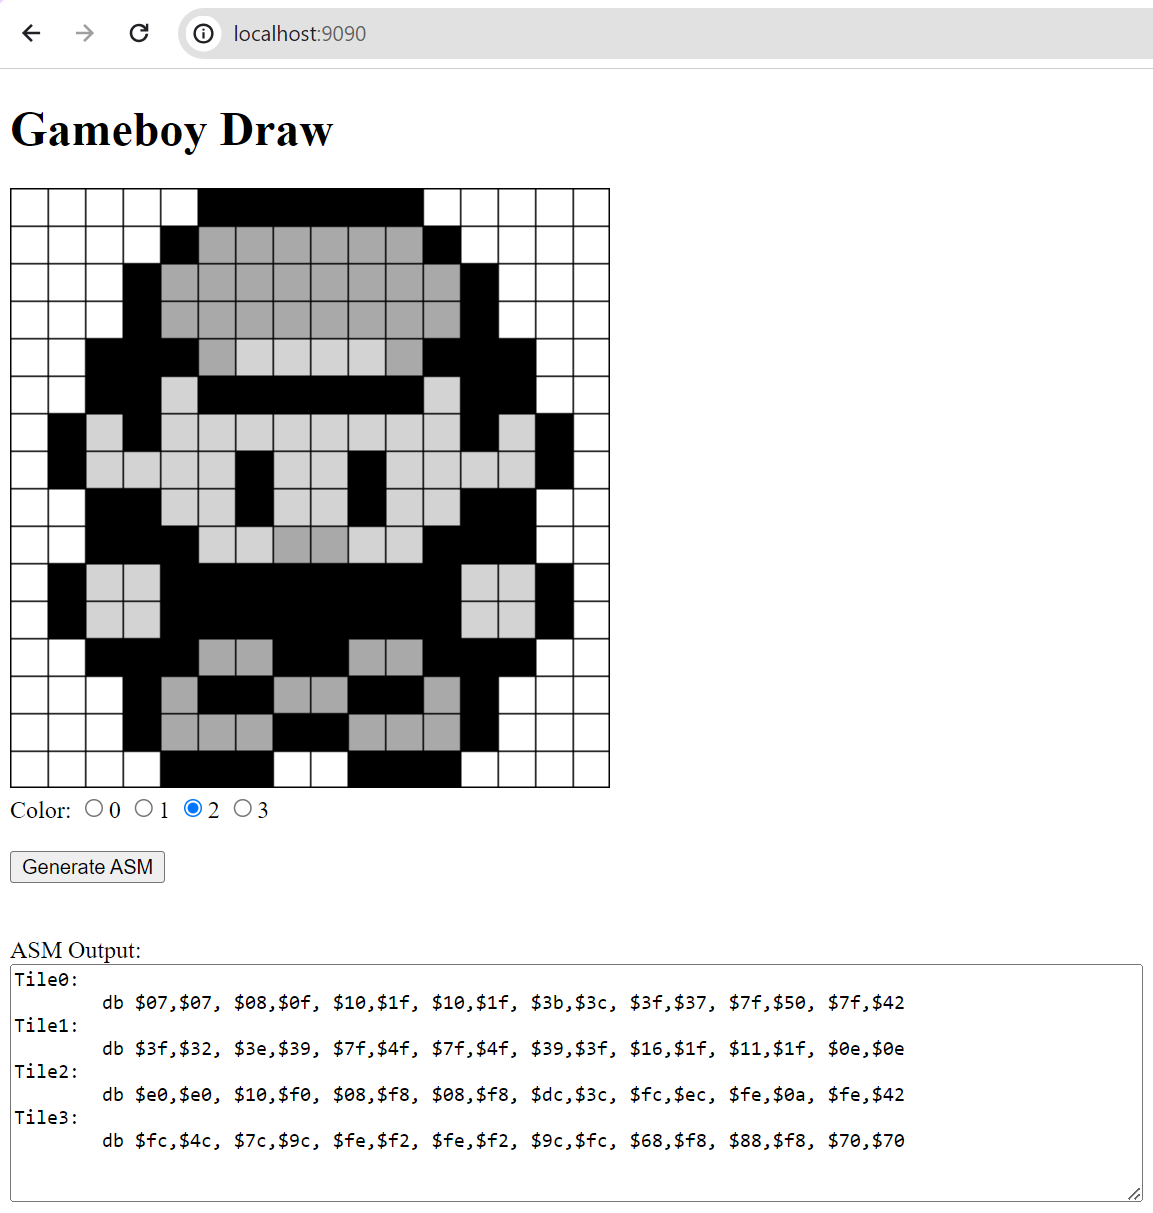 localhost:9090
Gameboy Draw
Color: 0 1 2 3
Generate ASM
ASM Output:
Tile0:
db $07,$07, $08,$0f, $10,$1f, $10,$1f, $3b,$3c, $3f,$37, $7f,$50, $7f,$42
Tile1:
db $3f,$32, $3e,$39, $7f,$4f, $7f,$4f, $39,$3f, $16,$1f, $11,$1f, $0e,$0e
Tile2:
db $e0,$e0, $10,$f0, $08,$f8, $08,$f8, $dc,$3c, $fc,$ec, $fe,$0a, $fe,$42
Tile3:
db $fc,$4c, $7c,$9c, $fe,$f2, $fe,$f2, $9c,$fc, $68,$f8, $88,$f8, $70,$70